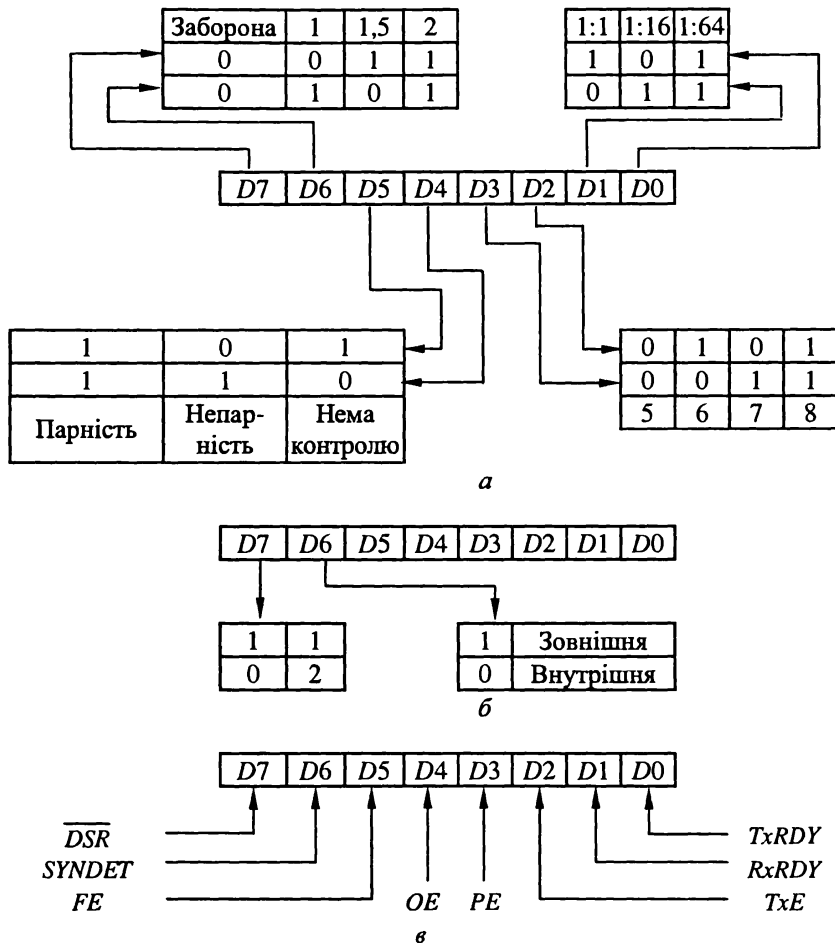 Заборона 1 1,5 2 1:1 1:16 1:64
0 0 1 1 1 0 1
0 1 0 1 0 1 1
D7 D6 D5 D4 D3 D2 D1 D0
1 0 1 0 1 0 1
1 1 0 0 0 1 1
Парність Непар-ність Нема контролю 5 6 7 8
а
D7 D6 D5 D4 D3 D2 D1 D0
1 1 1 Зовнішня
0 2 0 Внутрішня
б
D7 D6 D5 D4 D3 D2 D1 D0
D̅S̅R̅ TxRDY
SYNDET RxRDY
FE OE PE TxE
в